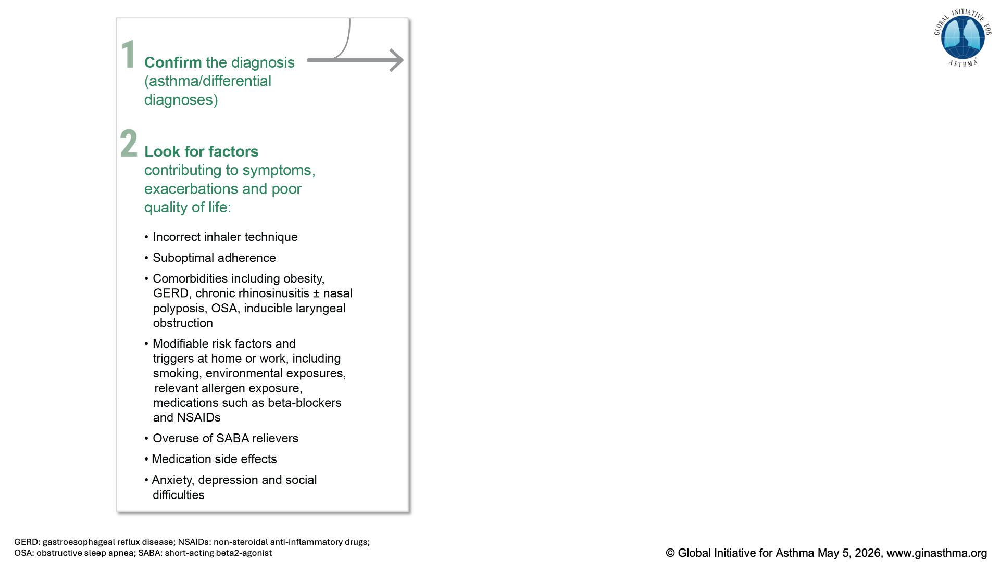 GLOBAL INITIATIVE FOR
ASTHMA
1
Confirm the diagnosis
(asthma/differential
diagnoses)
2
Look for factors
contributing to symptoms,
exacerbations and poor
quality of life:
• Incorrect inhaler technique
• Suboptimal adherence
• Comorbidities including obesity,
GERD, chronic rhinosinusitis ± nasal
polyposis, OSA, inducible laryngeal
obstruction
• Modifiable risk factors and
triggers at home or work, including
smoking, environmental exposures,
relevant allergen exposure,
medications such as beta-blockers
and NSAIDs
• Overuse of SABA relievers
• Medication side effects
• Anxiety, depression and social
difficulties
GERD: gastroesophageal reflux disease; NSAIDs: non-steroidal anti-inflammatory drugs;
OSA: obstructive sleep apnea; SABA: short-acting beta2-agonist
© Global Initiative for Asthma May 5, 2026, www.ginasthma.org